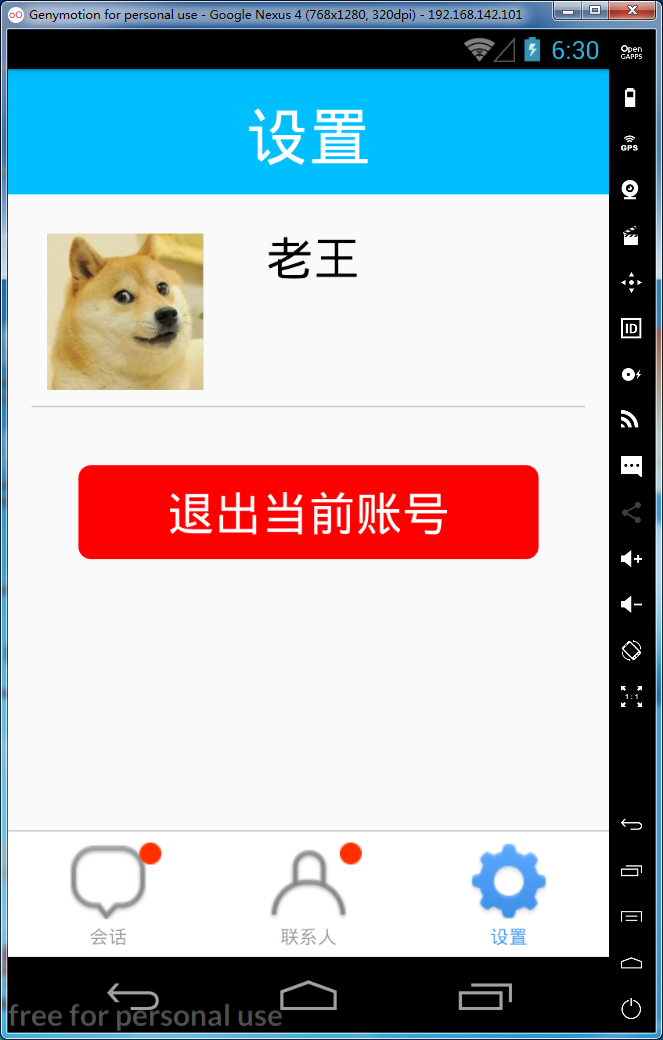 Genymotion for personal use - Google Nexus 4 (768x1280, 320dpi) - 192.168.142.101
6:30
Open
GAPPS
GPS
设置
老王
ID
退出当前账号
1:1
会话
联系人
设置
free for personal use